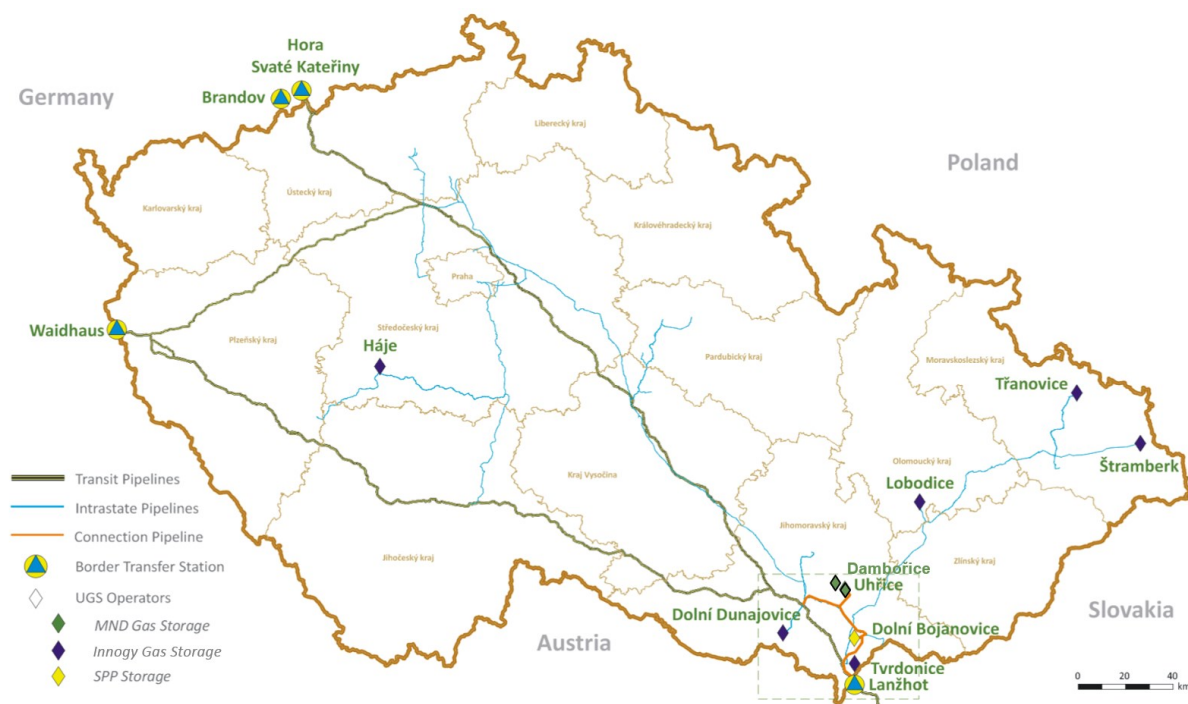 Hora
Svaté Kateřiny
Brandov
Germany
Liberecký kraj
Poland
Ústecký kraj
Karlovarský kraj
Královéhradecký kraj
Praha
Waidhaus
Plzeňský kraj
Středočeský kraj
Háje
Pardubický kraj
Moravskoslezský kraj
Třanovice
Štramberk
Olomoucký kraj
Lobodice
Kraj Vysočina
Jihomoravský kraj
Zlínský kraj
Jihočeský kraj
Dambořice
Uhřice
Dolní Dunajovice
Dolní Bojanovice
Slovakia
Austria
Tvrdonice
Lanžhot
Transit Pipelines
Intrastate Pipelines
Connection Pipeline
Border Transfer Station
UGS Operators
MND Gas Storage
Innogy Gas Storage
SPP Storage
0 20 40
km